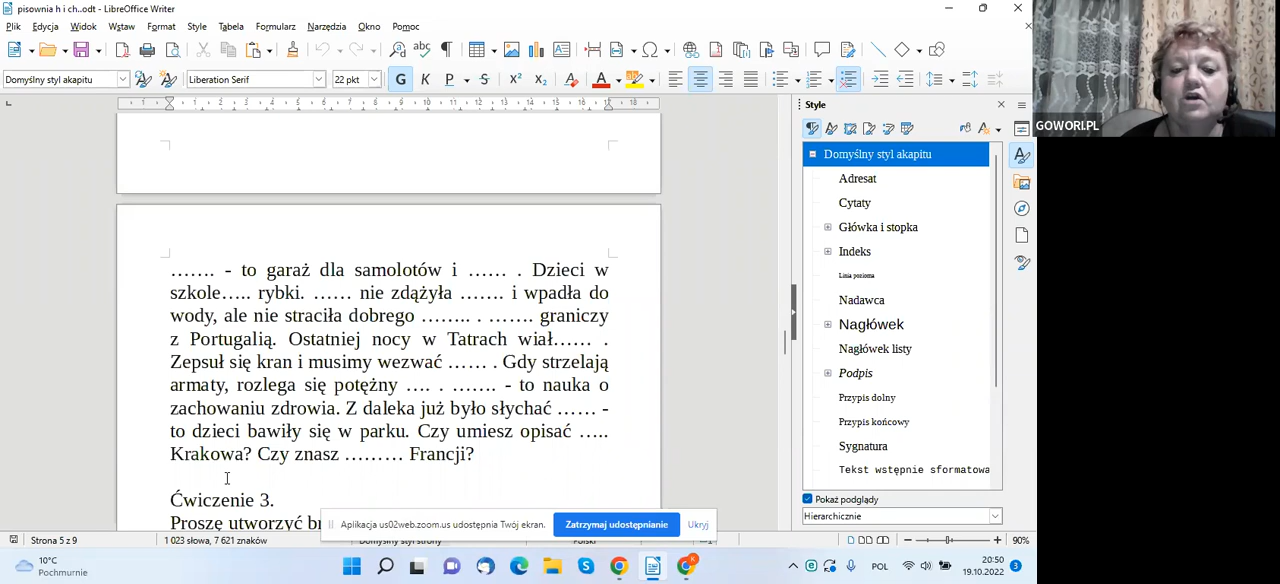 pisownia h i ch..odt - LibreOffice Writer
Plik Edycja Widok Wstaw Format Style Tabela Formularz Narzędzia Okno Pomoc
Domyślny styl akapitu Liberation Serif 22 pkt G K P S X² X₂
Style
GOWORI.PL
Domyślny styl akapitu
Adresat
Cytaty
Główka i stopka
Indeks
Linia pozioma
Nadawca
Nagłówek
Nagłówek listy
Podpis
Przypis dolny
Przypis końcowy
Sygnatura
Tekst wstępnie sformatowa
Pokaż podglądy
Hierarchicznie
……. - to garaż dla samolotów i …… . Dzieci w
szkole….. rybki. …… nie zdążyła ……. i wpadła do
wody, ale nie straciła dobrego …….. . ……. graniczy
z Portugalią. Ostatniej nocy w Tatrach wiał…… .
Zepsuł się kran i musimy wezwać …… . Gdy strzelają
armaty, rozlega się potężny …. . ……. - to nauka o
zachowaniu zdrowia. Z daleka już było słychać …… -
to dzieci bawiły się w parku. Czy umiesz opisać …..
Krakowa? Czy znasz ……… Francji?
Ćwiczenie 3.
Proszę utworzyć
Aplikacja us02web.zoom.us udostępnia Twój ekran. Zatrzymaj udostępnianie Ukryj
Strona 5 z 9 1 023 słowa, 7 621 znaków Domyślny styl strony Polski 90%
10°C
Pochmurnie
POL
20:50
19.10.2022
3